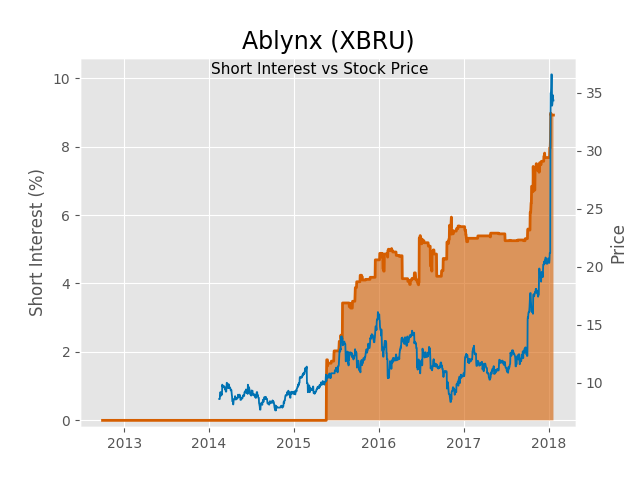 Ablynx (XBRU)
Short Interest vs Stock Price
Short Interest (%)
10
8
6
4
2
0
35
30
25
20
15
10
Price
2013 2014 2015 2016 2017 2018